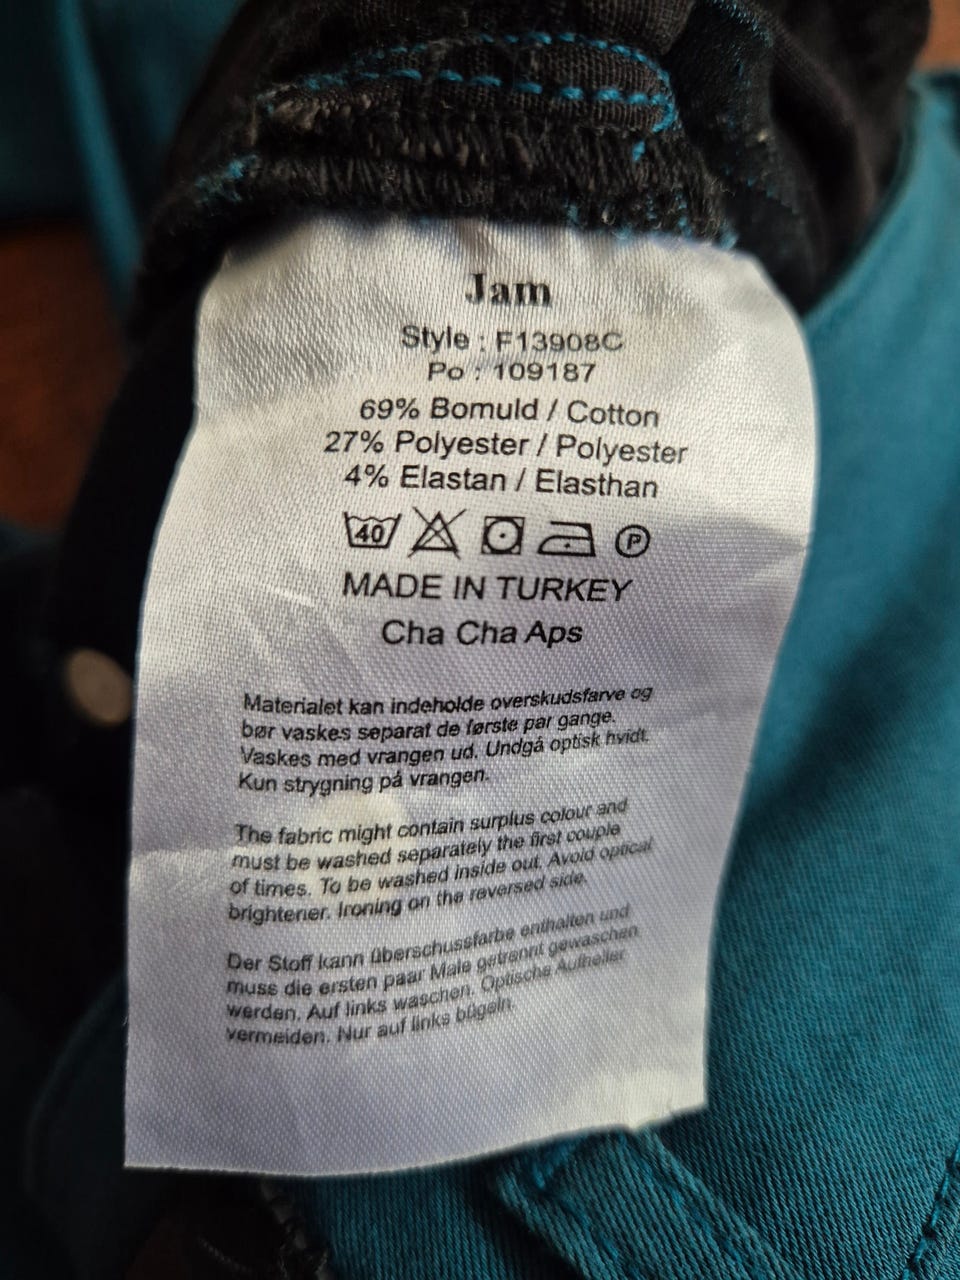 Jam
Style : F13908C
Po : 109187
69% Bomuld / Cotton
27% Polyester / Polyester
4% Elastan / Elasthan
40 P
MADE IN TURKEY
Cha Cha Aps
Materialet kan indeholde overskudsfarve og
bør vaskes separat de første par gange.
Vaskes med vrangen ud. Undgå optisk hvidt.
Kun strygning på vrangen.
The fabric might contain surplus colour and
must be washed separately the first couple
of times. To be washed inside out. Avoid optical
brightener. Ironing on the reversed side.
Der Stoff kann überschussfarbe enthalten und
muss die ersten paar Male getrennt gewaschen
werden. Auf links waschen. Optische Aufheller
vermeiden. Nur auf links bügeln.